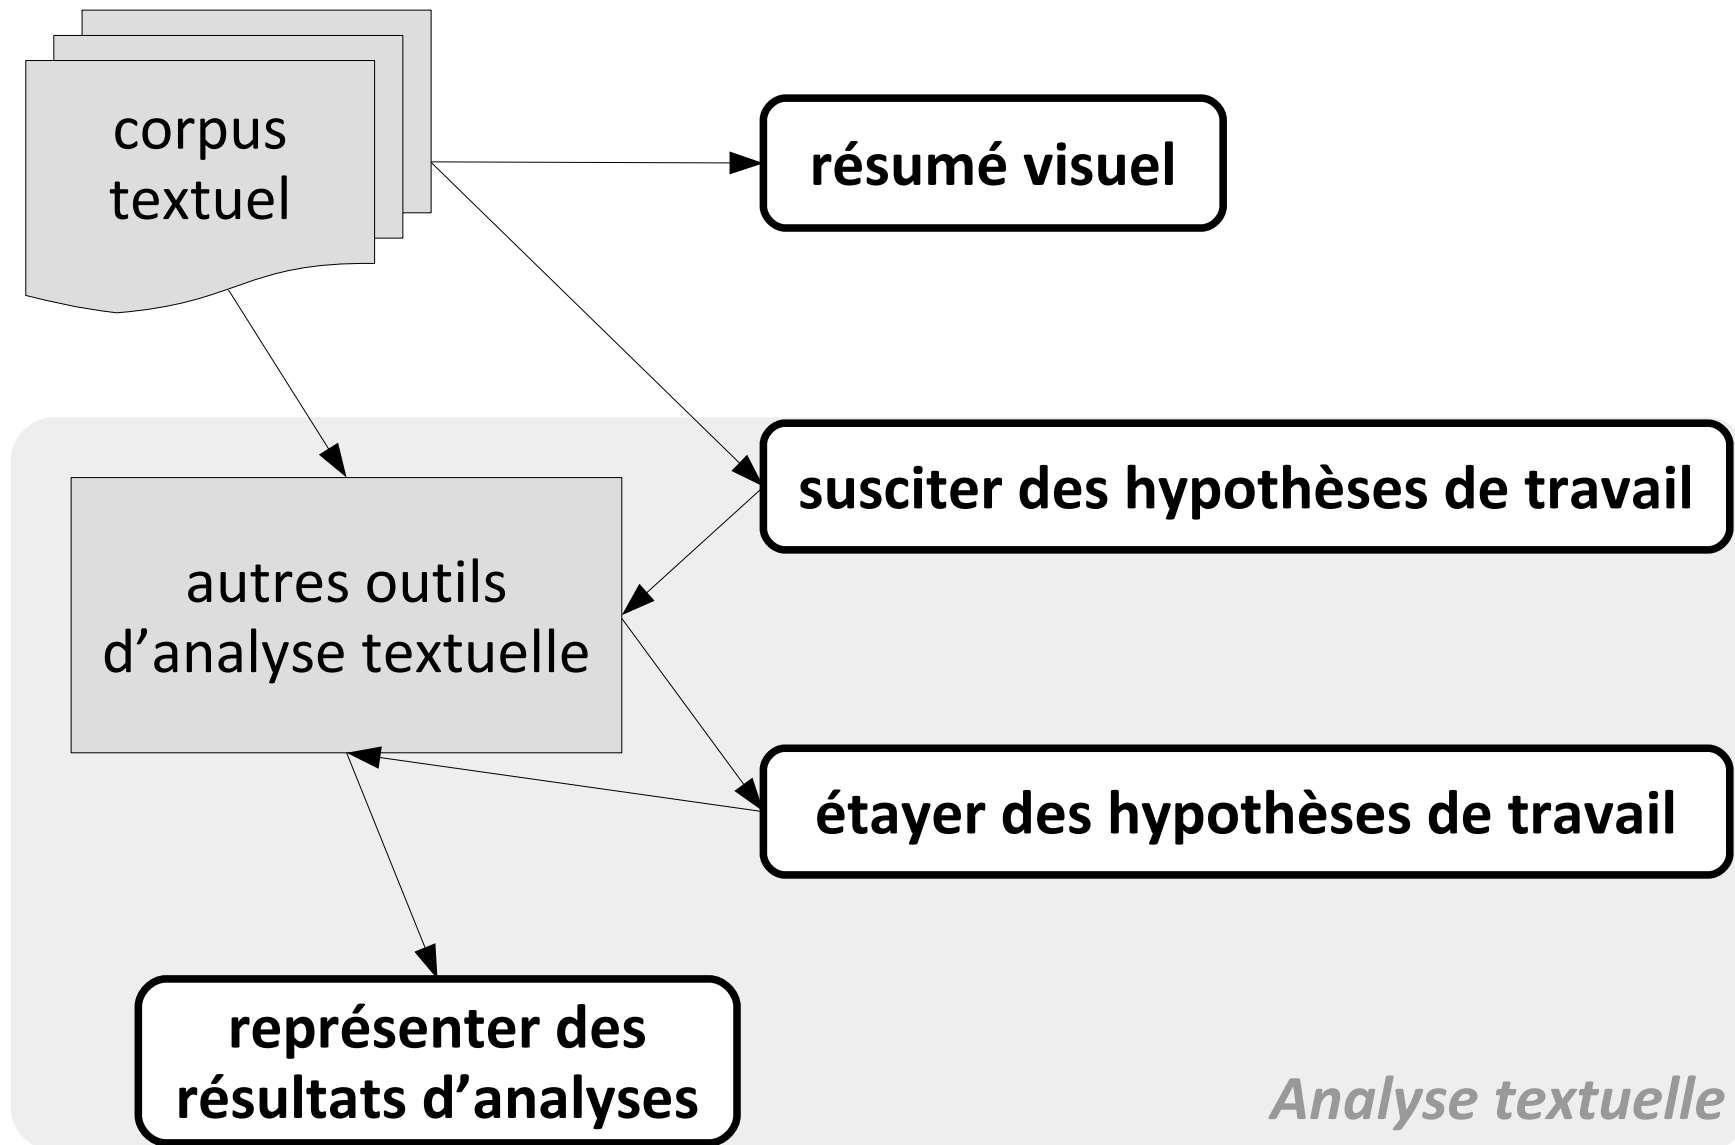 corpus
textuel
résumé visuel
susciter des hypothèses de travail
autres outils
d’analyse textuelle
étayer des hypothèses de travail
représenter des
résultats d’analyses
Analyse textuelle